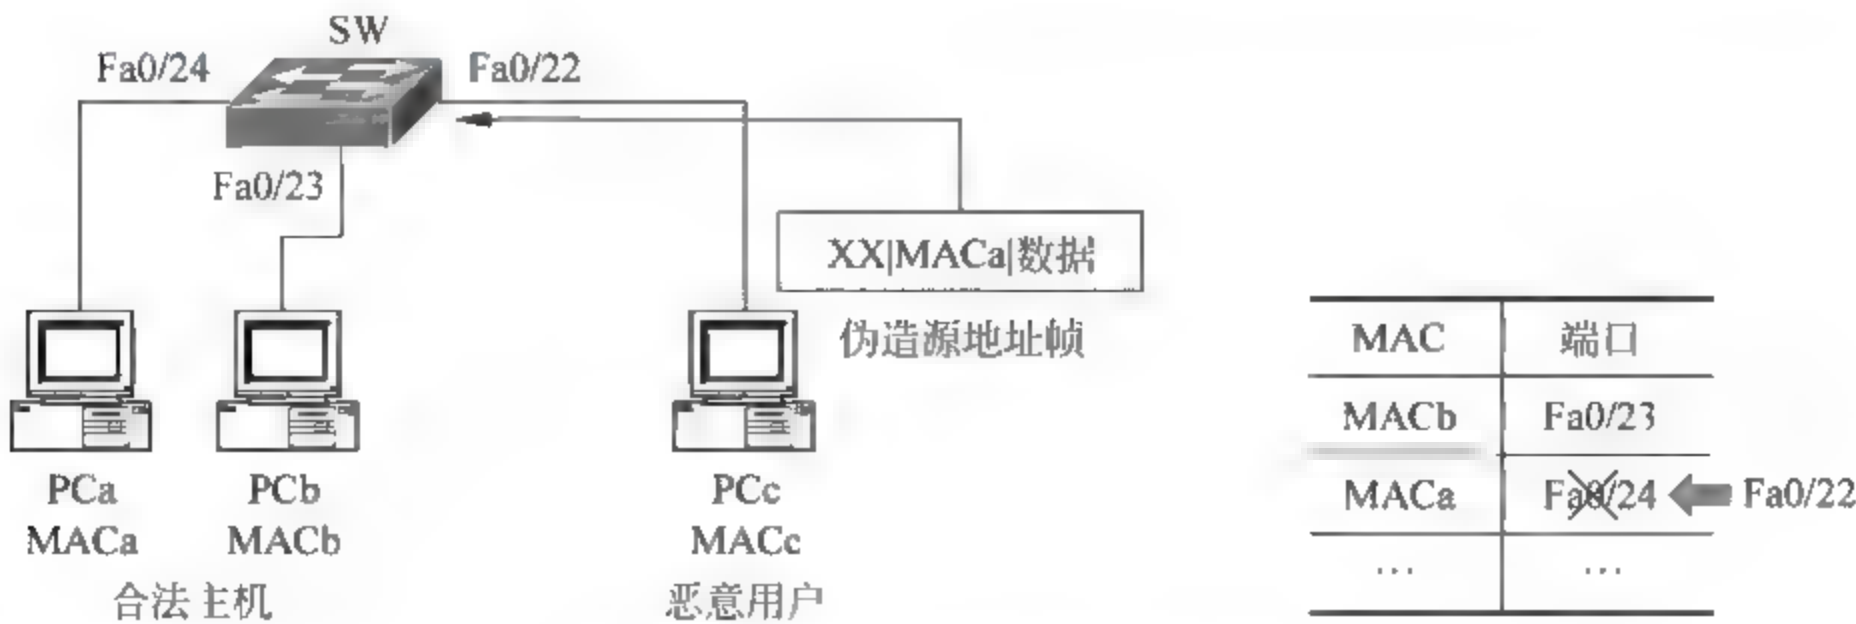 SW
Fa0/24
Fa0/22
Fa0/23
XX|MACa|数据
伪造源地址帧
PCa
MACa
PCb
MACb
合法主机
PCc
MACc
恶意用户
MAC 端口
MACb Fa0/23
MACa Fa0/24 Fa0/22
… …